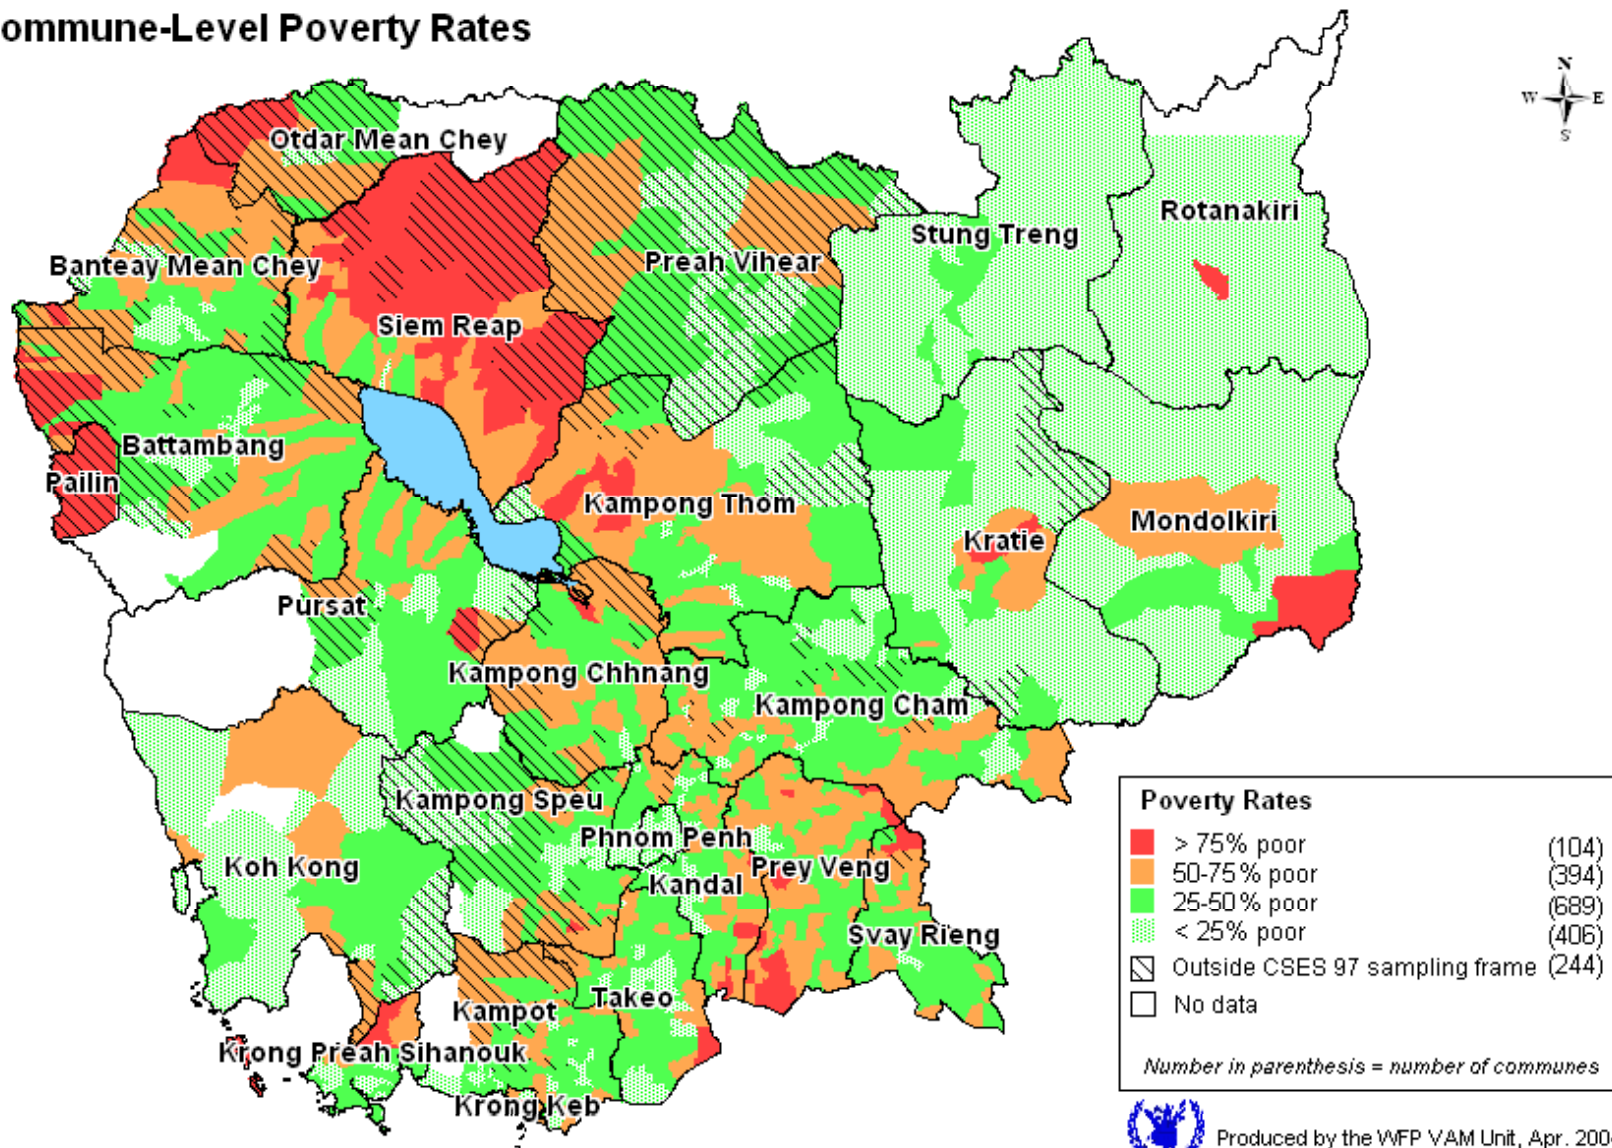 ommune-Level Poverty Rates
N
W E
S
Otdar Mean Chey
Rotanakiri
Stung Treng
Banteay Mean Chey
Preah Vihear
Siem Reap
Battambang
Pailin
Kampong Thom
Mondolkiri
Kratie
Pursat
Kampong Chhnang
Kampong Cham
Kampong Speu
Phnom Penh
Koh Kong
Prey Veng
Kandal
Svay Rieng
Takeo
Kampot
Krong Preah Sihanouk
Krong Keb
Poverty Rates
> 75% poor (104)
50-75% poor (394)
25-50% poor (689)
< 25% poor (406)
Outside CSES 97 sampling frame (244)
No data
Number in parenthesis = number of communes
Produced by the WFP VAM Unit, Apr. 200